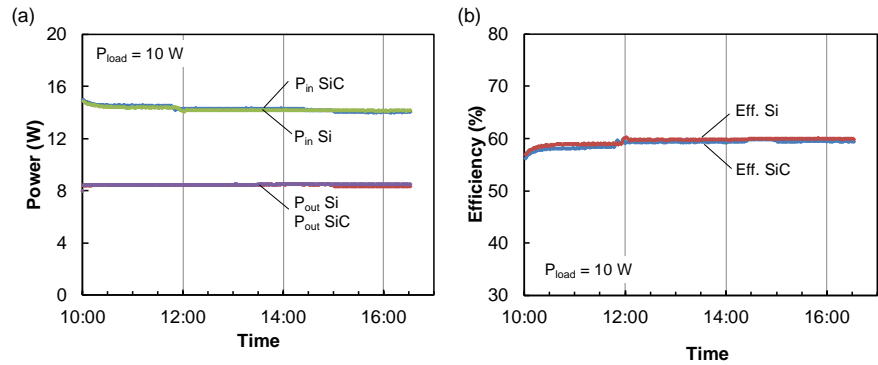 (a)
20
16
12
8
4
0
Power (W)
P_load = 10 W
P_in SiC
P_in Si
P_out Si
P_out SiC
10:00 12:00 14:00 16:00
Time
(b)
80
70
60
50
40
30
Efficiency (%)
Eff. Si
Eff. SiC
P_load = 10 W
10:00 12:00 14:00 16:00
Time